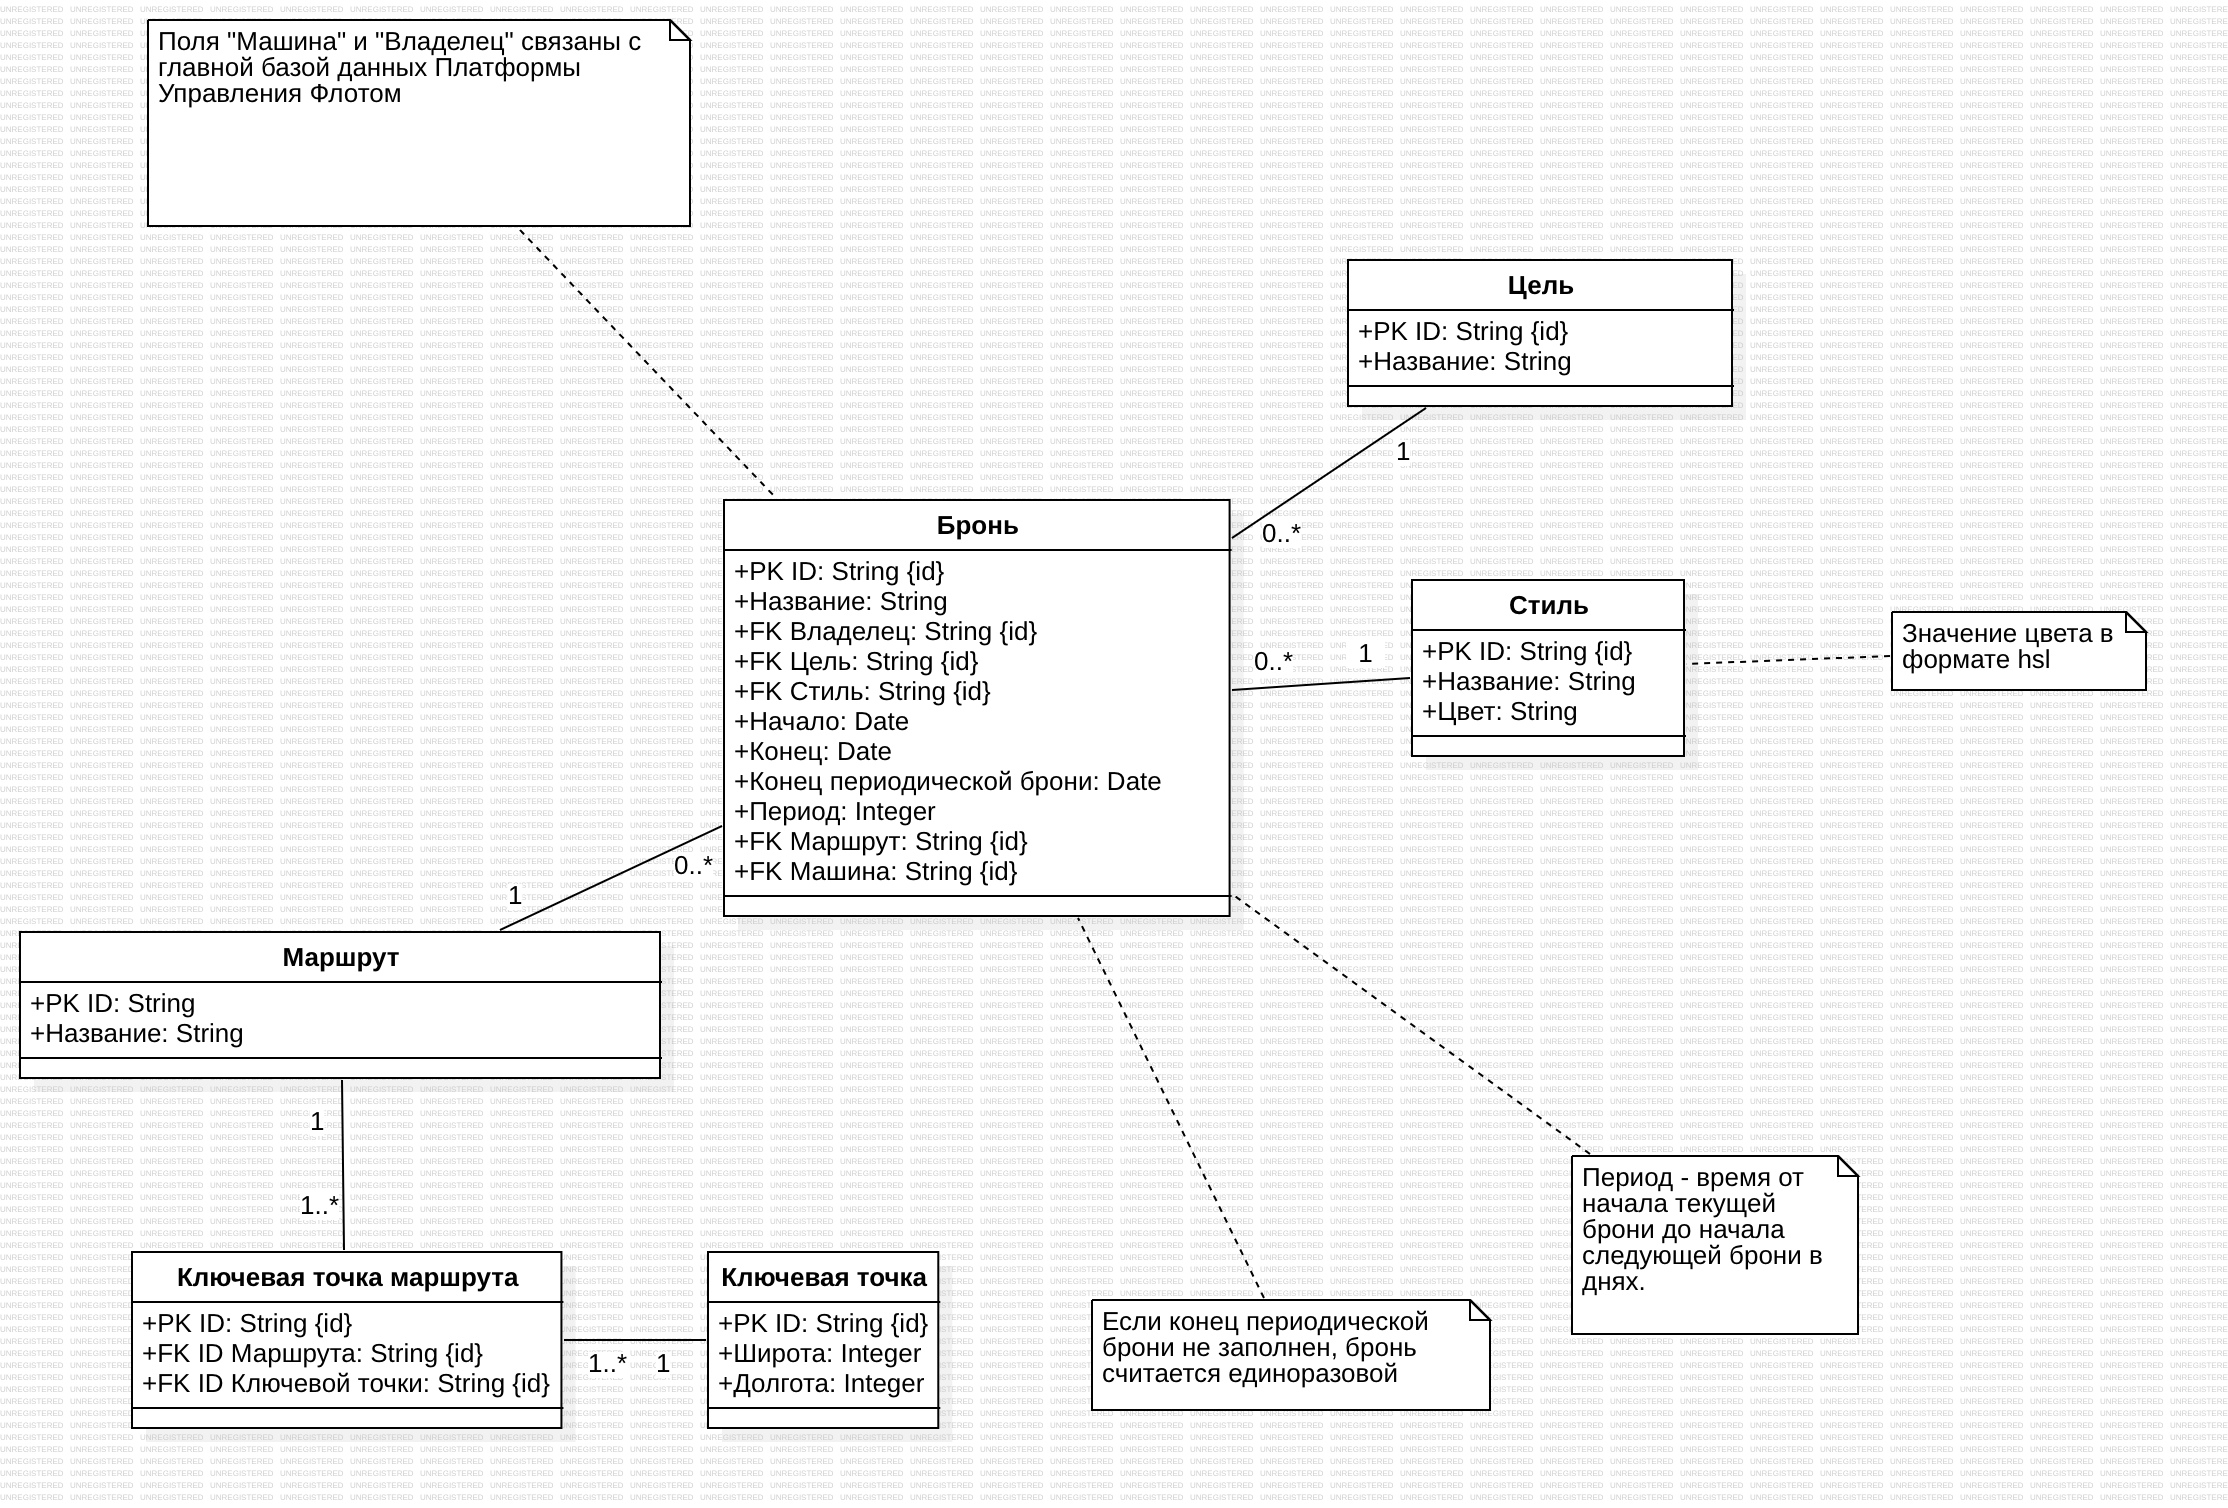 Поля "Машина" и "Владелец" связаны с
главной базой данных Платформы
Управления Флотом
Цель
+PK ID: String {id}
+Название: String
1
0..*
Бронь
+PK ID: String {id}
+Название: String
+FK Владелец: String {id}
+FK Цель: String {id}
+FK Стиль: String {id}
+Начало: Date
+Конец: Date
+Конец периодической брони: Date
+Период: Integer
+FK Маршрут: String {id}
+FK Машина: String {id}
0..*
1
Стиль
+PK ID: String {id}
+Название: String
+Цвет: String
Значение цвета в
формате hsl
0..*
1
Маршрут
+PK ID: String
+Название: String
1
1..*
Ключевая точка маршрута
+PK ID: String {id}
+FK ID Маршрута: String {id}
+FK ID Ключевой точки: String {id}
1..*
1
Ключевая точка
+PK ID: String {id}
+Широта: Integer
+Долгота: Integer
Если конец периодической
брони не заполнен, бронь
считается единоразовой
Период - время от
начала текущей
брони до начала
следующей брони в
днях.
UNREGISTERED